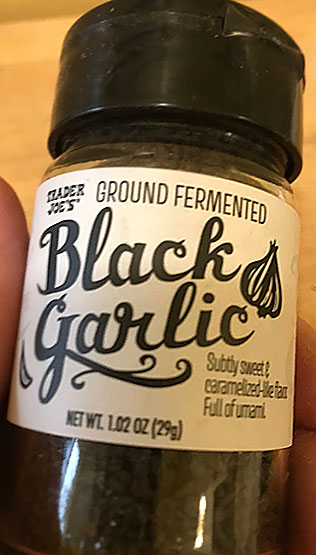 TRADER
JOE'S
GROUND FERMENTED
Black
Garlic
Subtly sweet &
caramelized-like flavor
Full of umami.
NET WT. 1.02 OZ (29g)